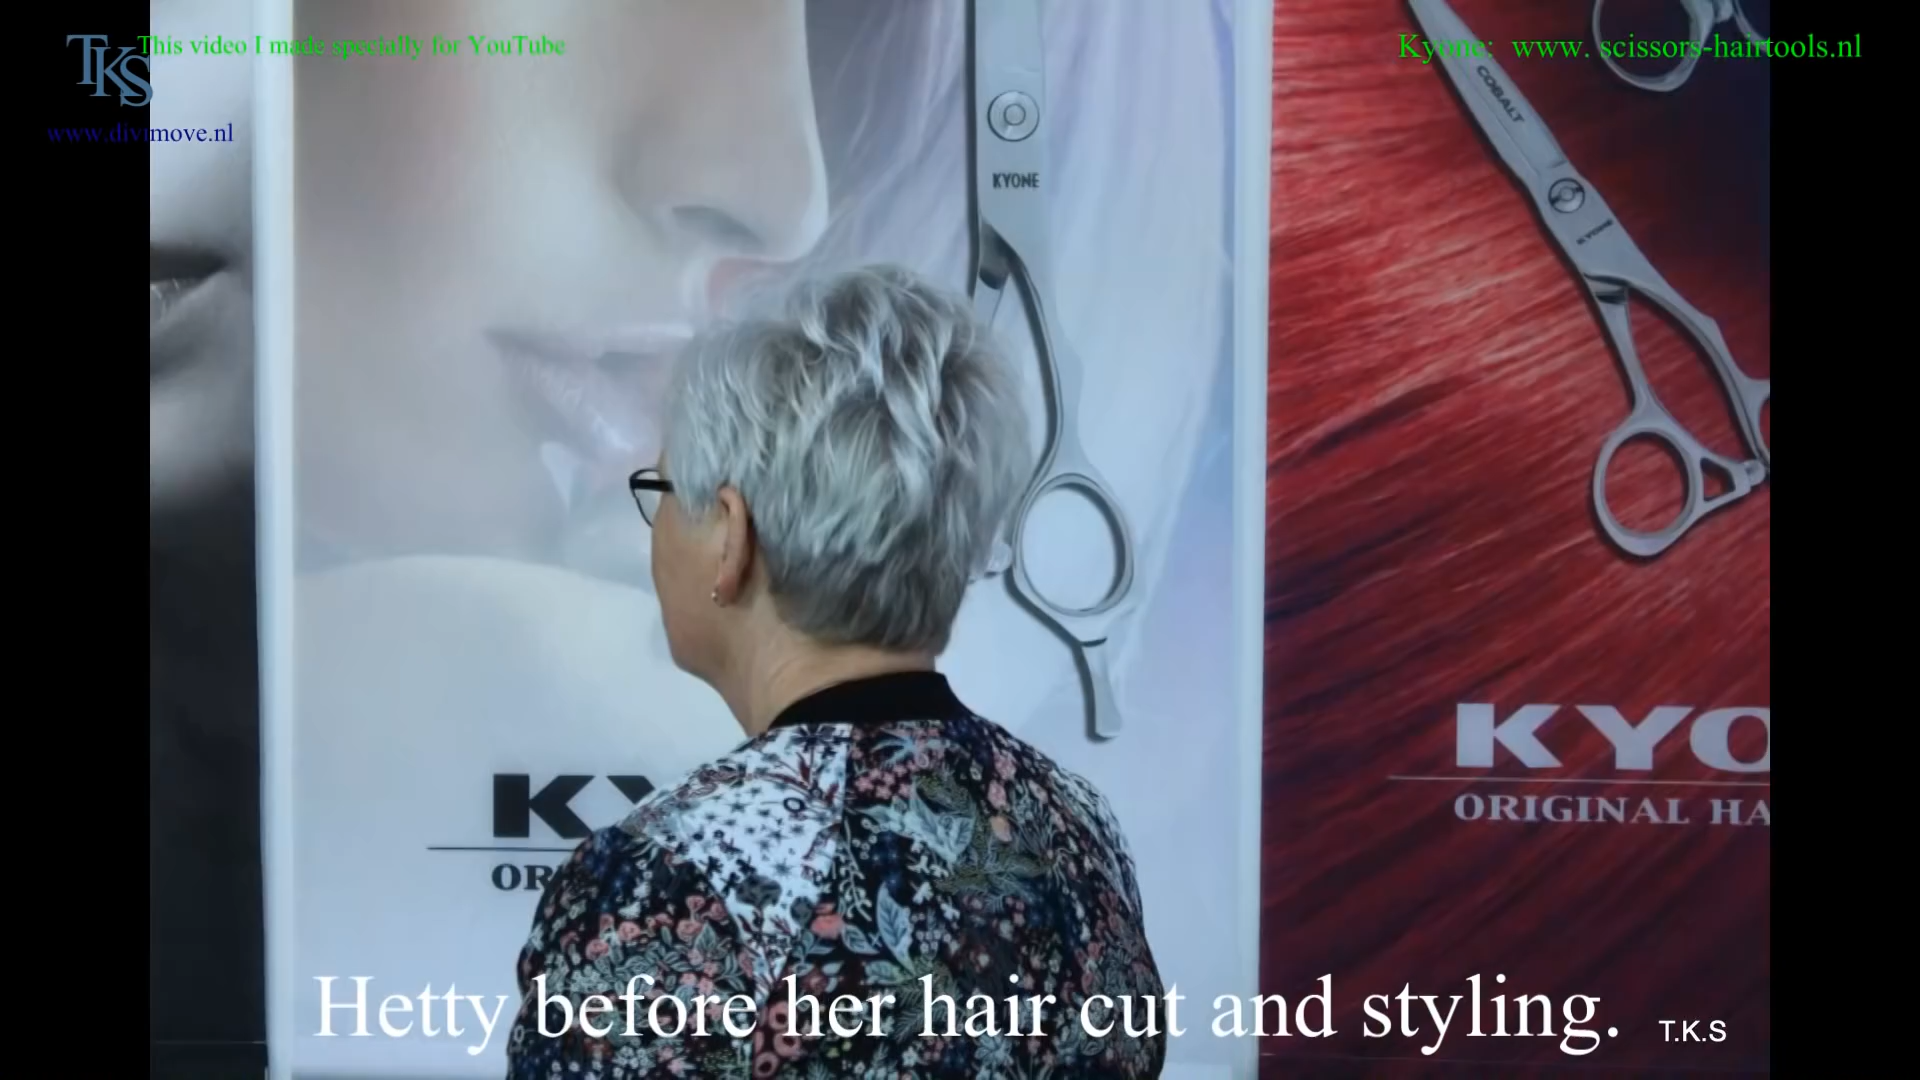 This video I made specially for YouTube
Kyone: www. scissors-hairtools.nl
TKS
www.divimove.nl
COBALT
KYONE
KYONE
KYO
ORIGINAL HA
KY
OR
Hetty before her hair cut and styling.
T.K.S